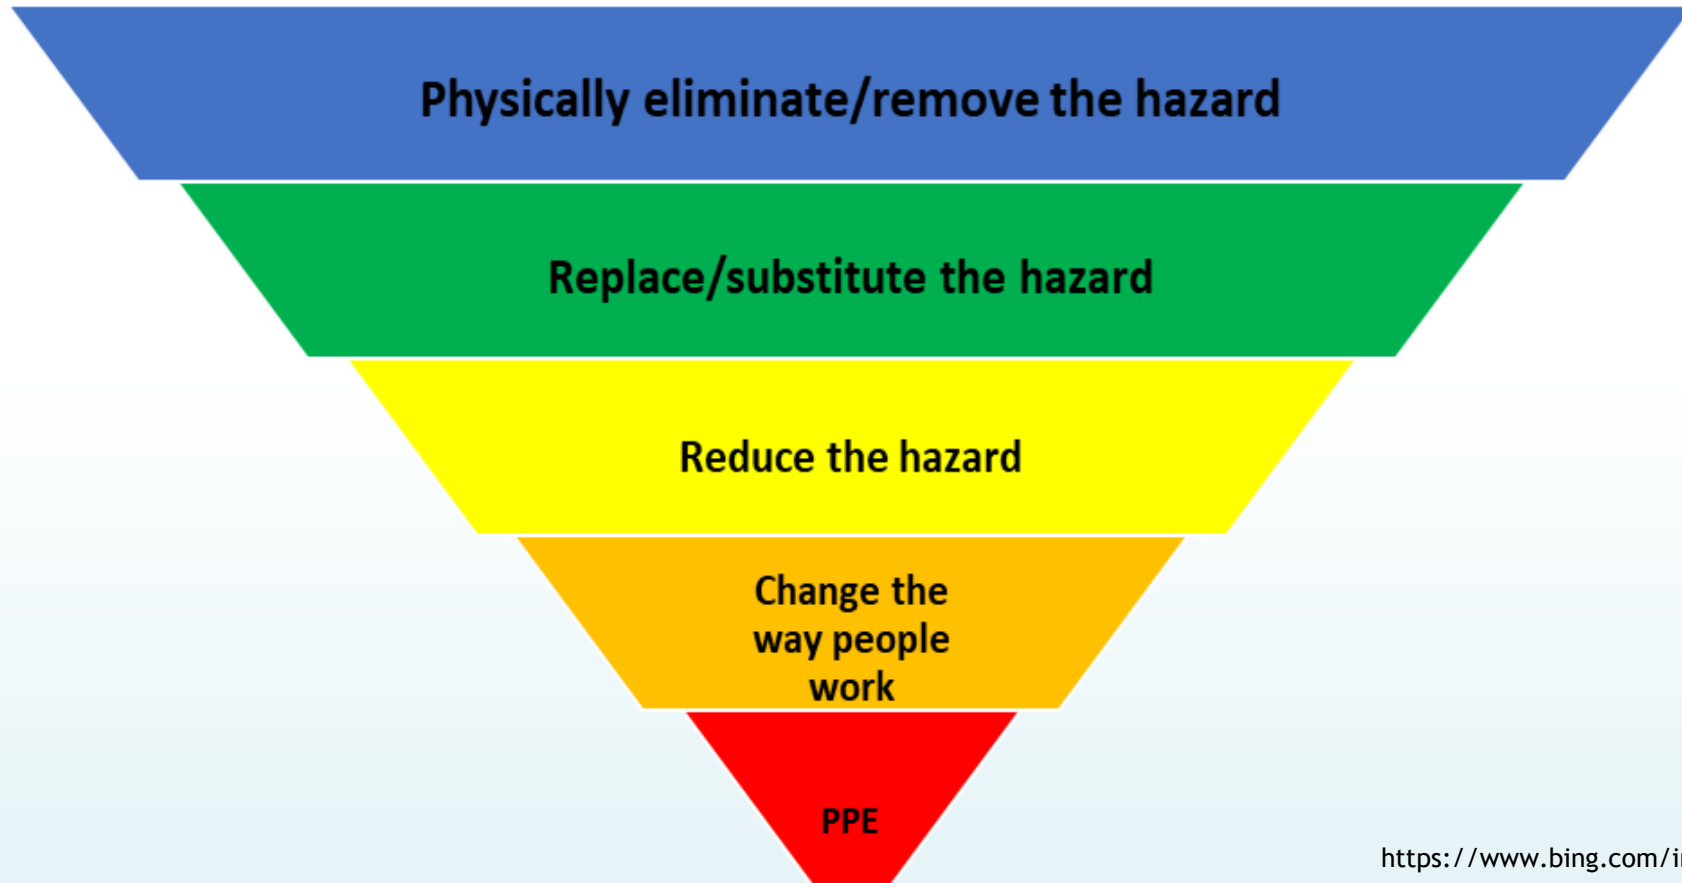 Physically eliminate/remove the hazard
Replace/substitute the hazard
Reduce the hazard
Change the
way people
work
PPE
https://www.bing.com/i